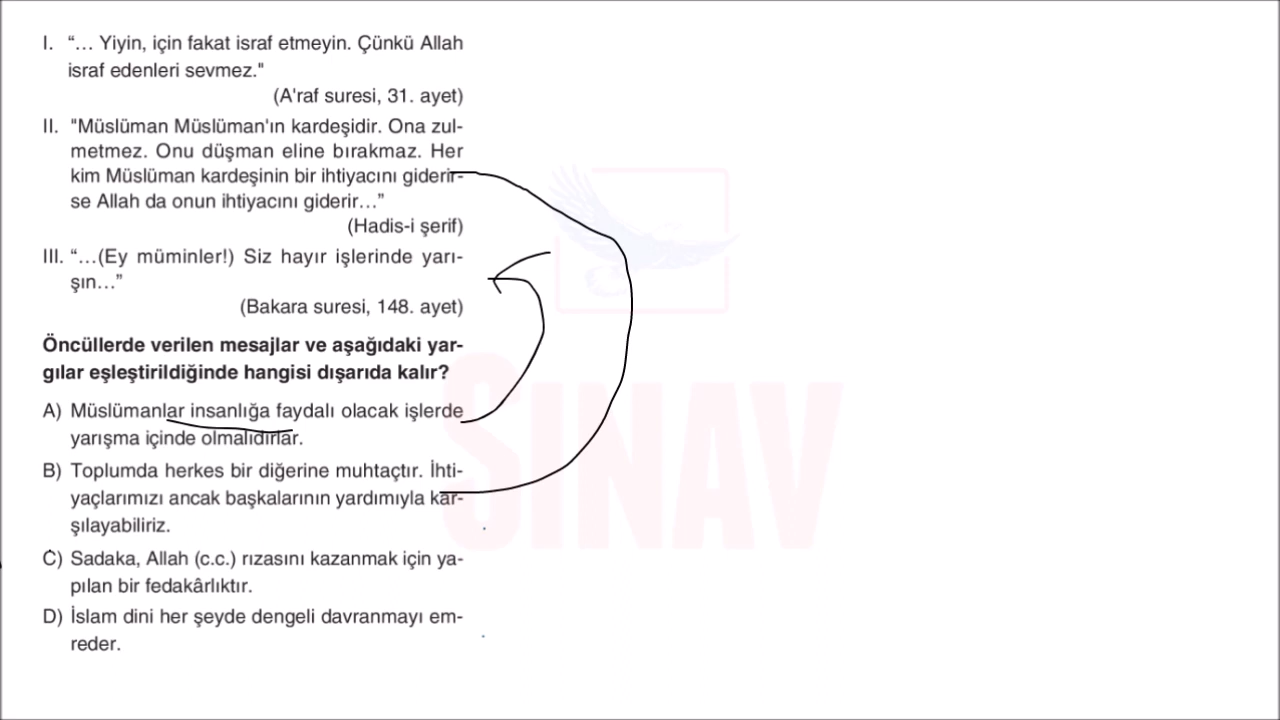 I. “... Yiyin, için fakat israf etmeyin. Çünkü Allah
israf edenleri sevmez."
(A'raf suresi, 31. ayet)
II. "Müslüman Müslüman'ın kardeşidir. Ona zul-
metmez. Onu düşman eline bırakmaz. Her
kim Müslüman kardeşinin bir ihtiyacını giderir-
se Allah da onun ihtiyacını giderir...”
(Hadis-i şerif)
III. “...(Ey müminler!) Siz hayır işlerinde yarı-
şın...”
(Bakara suresi, 148. ayet)
Öncüllerde verilen mesajlar ve aşağıdaki yar-
gılar eşleştirildiğinde hangisi dışarıda kalır?
A) Müslümanlar insanlığa faydalı olacak işlerde
yarışma içinde olmalıdırlar.
B) Toplumda herkes bir diğerine muhtaçtır. İhti-
yaçlarımızı ancak başkalarının yardımıyla kar-
şılayabiliriz.
C) Sadaka, Allah (c.c.) rızasını kazanmak için ya-
pılan bir fedakârlıktır.
D) İslam dini her şeyde dengeli davranmayı em-
reder.
SINAV